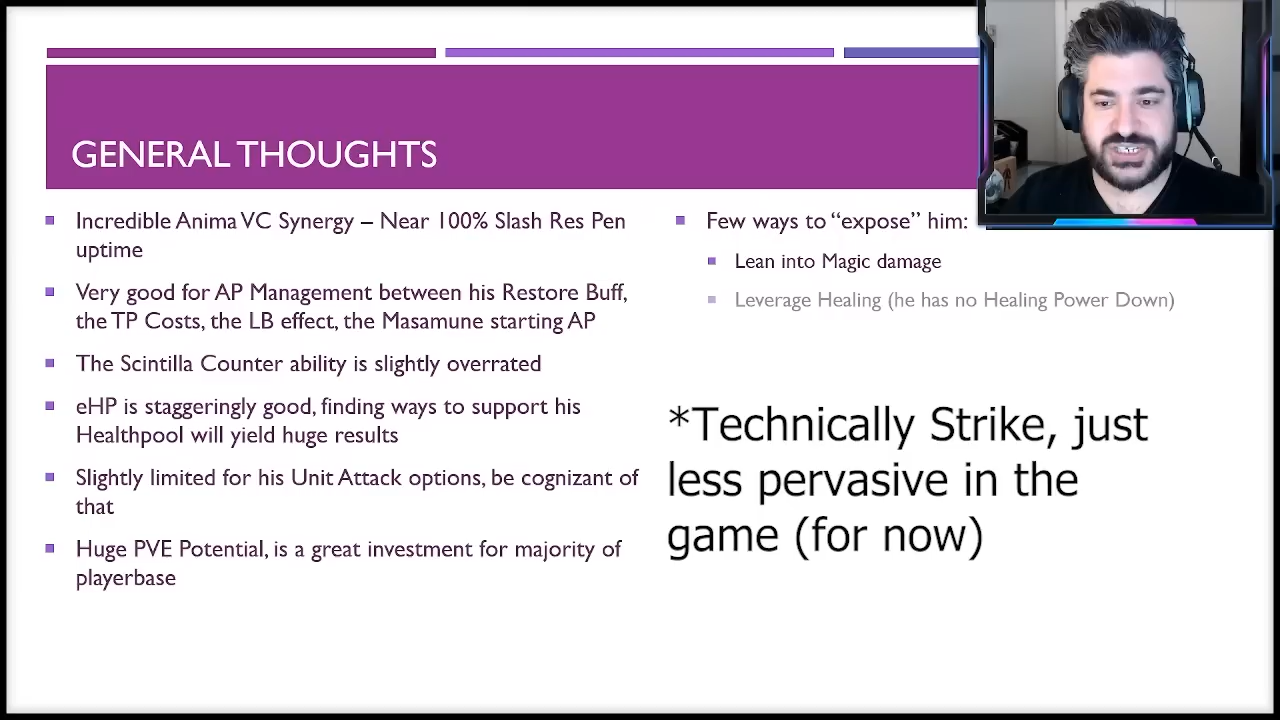 GENERAL THOUGHTS
Incredible Anima VC Synergy – Near 100% Slash Res Pen
uptime
Very good for AP Management between his Restore Buff,
the TP Costs, the LB effect, the Masamune starting AP
The Scintilla Counter ability is slightly overrated
eHP is staggeringly good, finding ways to support his
Healthpool will yield huge results
Slightly limited for his Unit Attack options, be cognizant of
that
Huge PVE Potential, is a great investment for majority of
playerbase
Few ways to “expose” him:
Lean into Magic damage
Leverage Healing (he has no Healing Power Down)
*Technically Strike, just
less pervasive in the
game (for now)